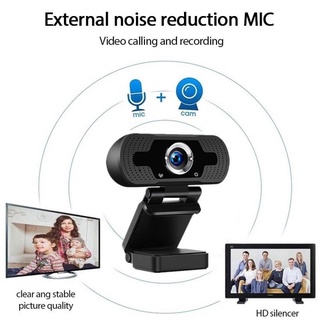 External noise reduction MIC
Video calling and recording
mic
cam
clear ang stable
picture quality
HD silencer